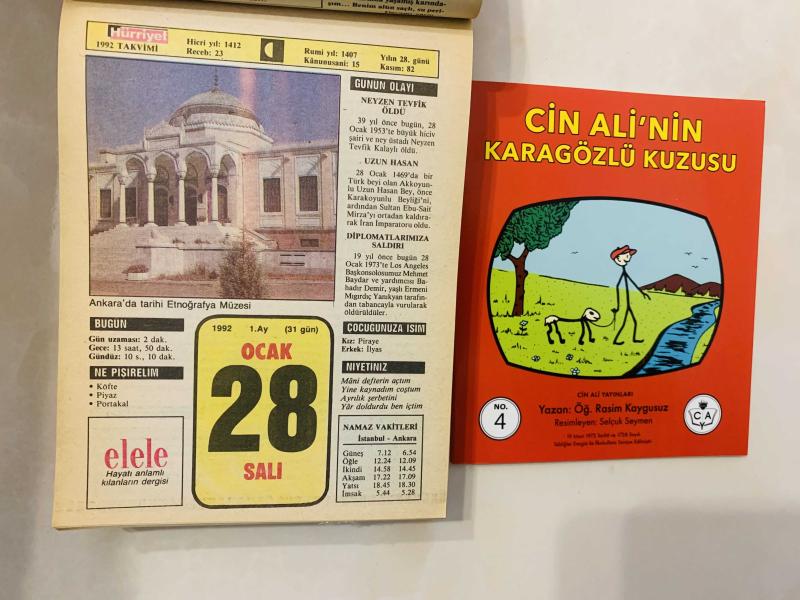 Hürriyet
1992 TAKVİMİ
Hicri yıl: 1412
Receb: 23
Rumi yıl: 1407
Kânunusani: 15
Yılın 28. günü
Kasım: 82
Ankara'da tarihi Etnoğrafya Müzesi
GÜNÜN OLAYI
NEYZEN TEVFİK
ÖLDÜ
39 yıl önce bugün, 28
Ocak 1953'te büyük hiciv
şairi ve ney üstadı Neyzen
Tevfik Kalaylı öldü.
UZUN HASAN
28 Ocak 1469'da bir
Türk beyi olan Akkoyun-
lu Uzun Hasan Bey, önce
Karakoyunlu Beyliği'ni,
ardından Sultan Ebu-Sait
Mirza'yı ortadan kaldıra-
rak İran İmparatoru oldu.
DİPLOMATLARIMIZA
SALDIRI
19 yıl önce bugün 28
Ocak 1973'te Los Angeles
Başkonsolosumuz Mehmet
Baydar ve yardımcısı Ba-
hadır Demir, yaşlı Ermeni
Mıgırdıç Yanıkyan tarafın-
dan tabancayla vurularak
öldürüldüler.
BUGÜN
Gün uzaması: 2 dak.
Gece: 13 saat, 50 dak.
Gündüz: 10 s., 10 dak.
NE PİŞİRELİM
• Köfte
• Piyaz
• Portakal
elele
Hayatı anlamlı
kılanların dergisi
1992 1.Ay (31 gün)
OCAK
28
SALI
ÇOCUĞUNUZA İSİM
Kız: Piraye
Erkek: İlyas
NİYETİNİZ
Mâni defterin açtım
Yine kaynadım coştum
Ayrılık şerbetini
Yâr doldurdu ben içtim
NAMAZ VAKİTLERİ
İstanbul - Ankara
Güneş 7.12 6.54
Öğle 12.24 12.09
İkindi 14.58 14.45
Akşam 17.22 17.09
Yatsı 18.45 18.30
İmsak 5.44 5.28
CİN ALİ'NİN
KARAGÖZLÜ KUZUSU
CİN ALİ YAYINLARI
Yazan: Öğ. Rasim Kaygusuz
Resimleyen: Selçuk Seymen
NO.
4
C A
Y